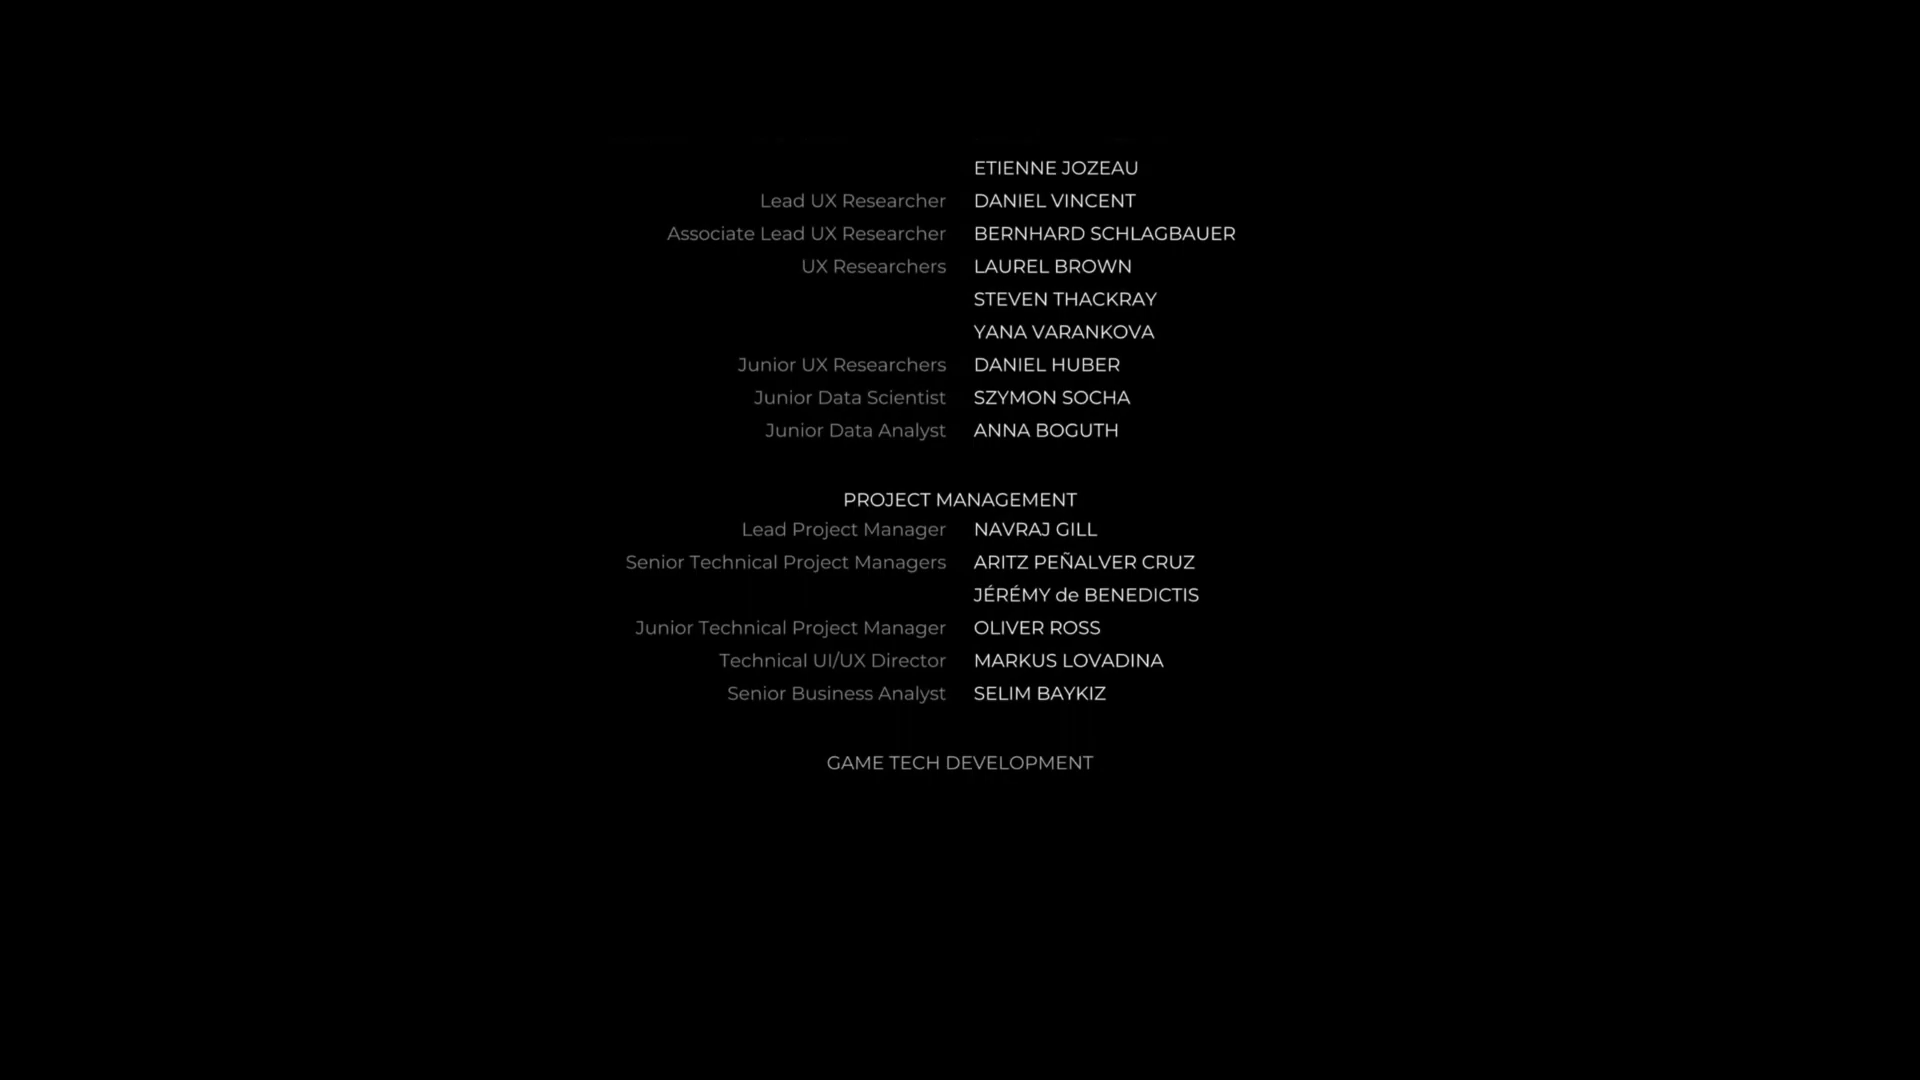 ETIENNE JOZEAU
Lead UX Researcher DANIEL VINCENT
Associate Lead UX Researcher BERNHARD SCHLAGBAUER
UX Researchers LAUREL BROWN
STEVEN THACKRAY
YANA VARANKOVA
Junior UX Researchers DANIEL HUBER
Junior Data Scientist SZYMON SOCHA
Junior Data Analyst ANNA BOGUTH
PROJECT MANAGEMENT
Lead Project Manager NAVRAJ GILL
Senior Technical Project Managers ARITZ PEÑALVER CRUZ
JÉRÉMY de BENEDICTIS
Junior Technical Project Manager OLIVER ROSS
Technical UI/UX Director MARKUS LOVADINA
Senior Business Analyst SELIM BAYKIZ
GAME TECH DEVELOPMENT